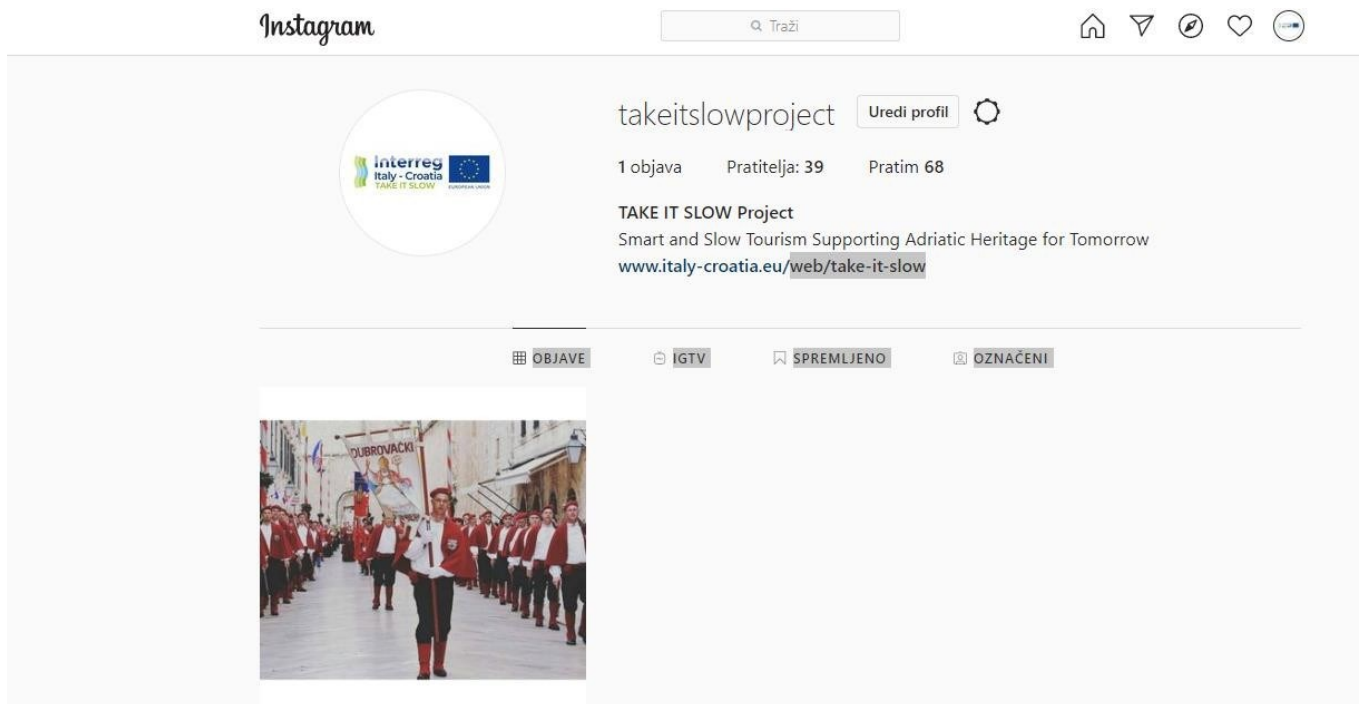 Instagram
Traži
takeitslowproject Uredi profil
1 objava Pratitelja: 39 Pratim 68
Interreg
Italy - Croatia
TAKE IT SLOW
EUROPEAN UNION
TAKE IT SLOW Project
Smart and Slow Tourism Supporting Adriatic Heritage for Tomorrow
www.italy-croatia.eu/web/take-it-slow
OBJAVE IGTV SPREMLJENO OZNAČENI
DUBROVAČKI